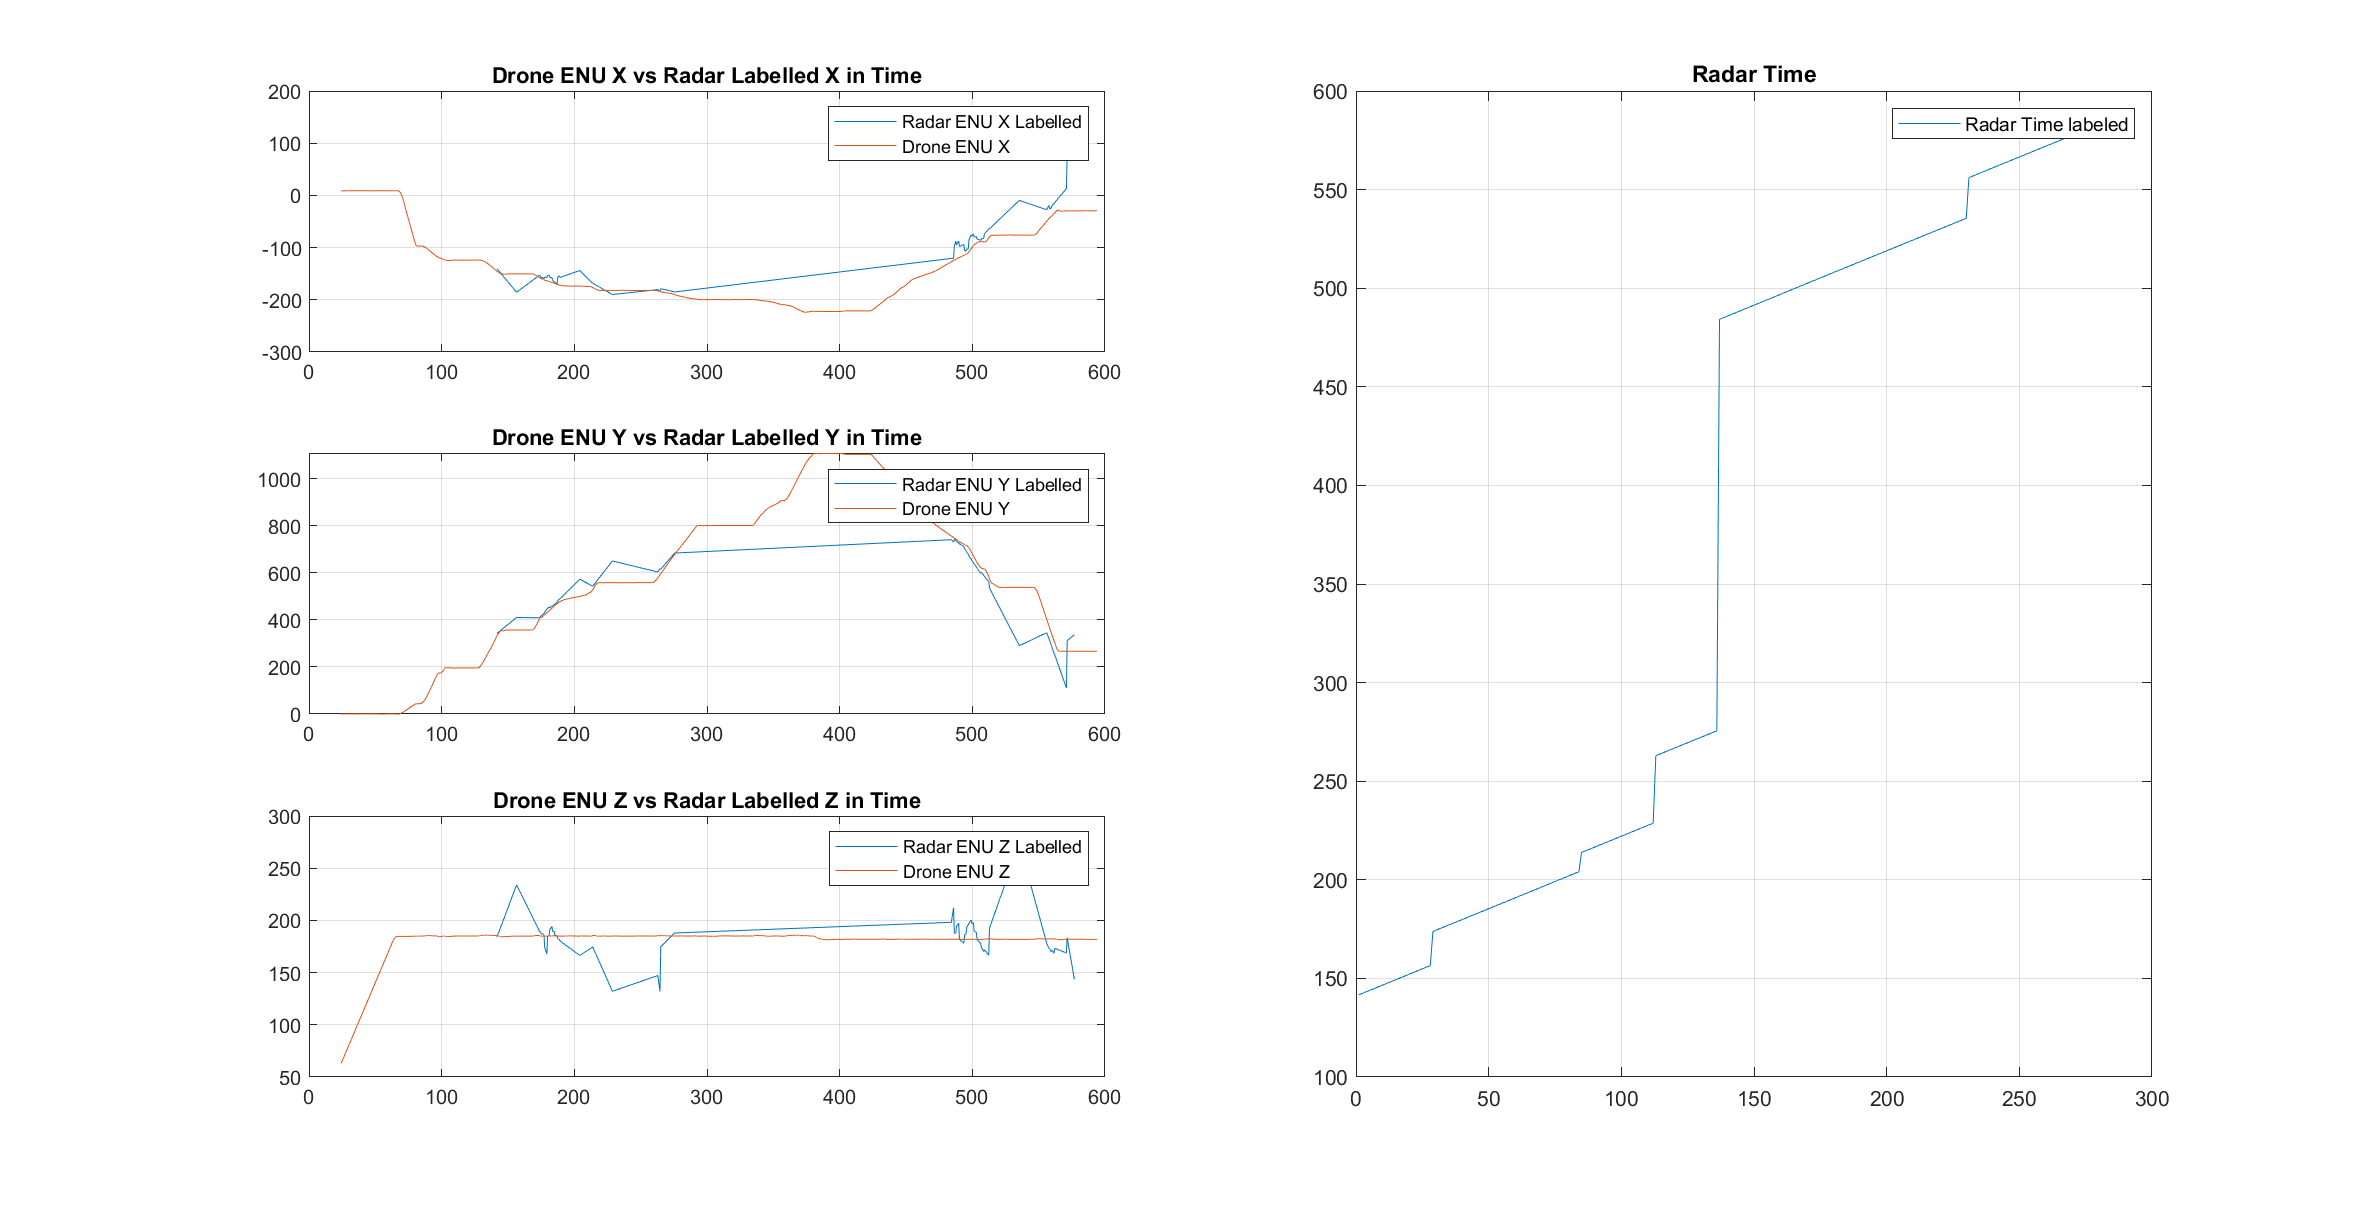 Drone ENU X vs Radar Labelled X in Time
200
100
0
-100
-200
-300
0 100 200 300 400 500 600
Radar ENU X Labelled
Drone ENU X
Drone ENU Y vs Radar Labelled Y in Time
1000
800
600
400
200
0
0 100 200 300 400 500 600
Radar ENU Y Labelled
Drone ENU Y
Drone ENU Z vs Radar Labelled Z in Time
300
250
200
150
100
50
0 100 200 300 400 500 600
Radar ENU Z Labelled
Drone ENU Z
Radar Time
600
550
500
450
400
350
300
250
200
150
100
0 50 100 150 200 250 300
Radar Time labeled